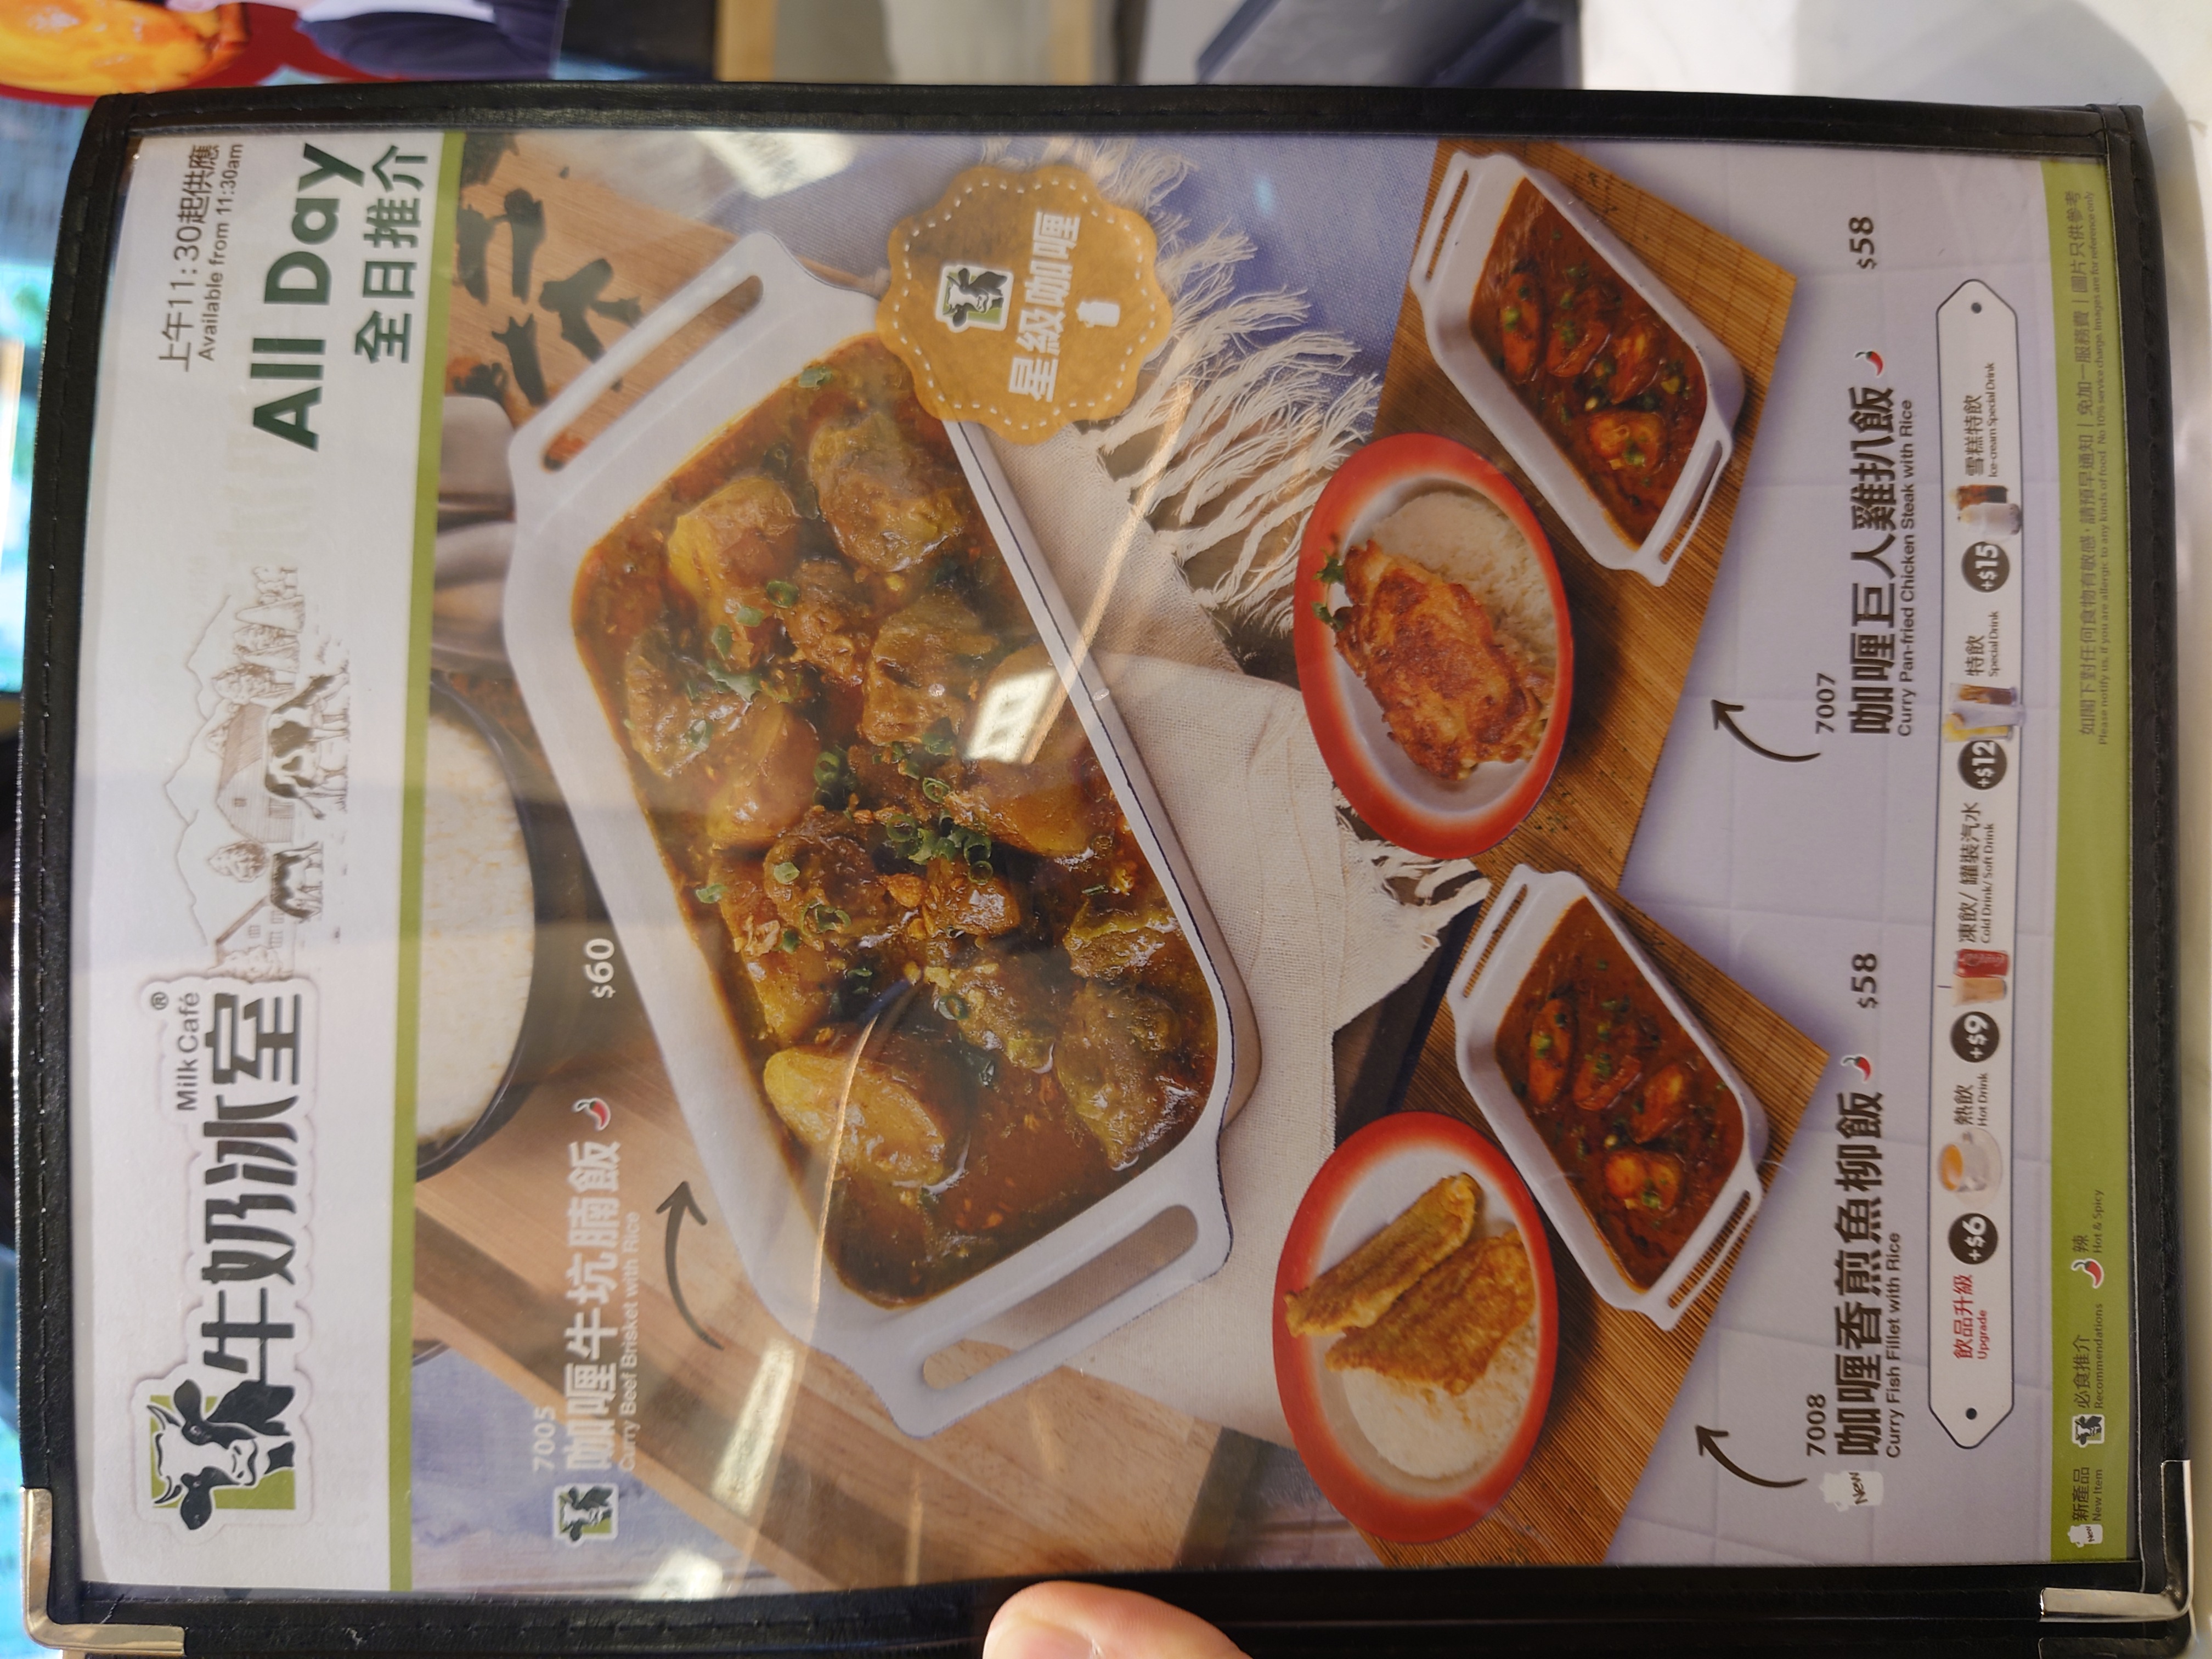 Milk Café ®
牛奶冰室
上午11:30起供應
Available from 11:30am
All Day
全日推介
7005
咖喱牛坑腩飯 $60
Curry Beef Brisket with Rice
星級咖喱
7008
New 咖喱香煎魚柳飯 $58
Curry Fish Fillet with Rice
7007
咖喱巨人雞扒飯 $58
Curry Pan-fried Chicken Steak with Rice
飲品升級 +$6 熱飲 +$9 凍飲/ 罐裝汽水 +$12 特飲 +$15 雪糕特飲
Upgrade Hot Drink Cold Drink/ Soft Drink Special Drink Ice-cream Special Drink
New 新產品 必食推介 辣
New Item Recommendations Hot & Spicy
如閣下對任何食物有敏感，請預早通知｜免加一服務費｜圖片只供參考
Please notify us, if you are allergic to any kinds of food No 10% service charge. Images are for reference only